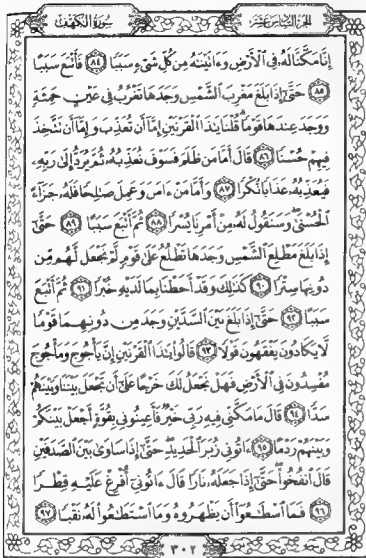 الجزء السادس عشر
سورة الكهف
إِنَّا مَكَّنَّا لَهُۥ فِي ٱلْأَرْضِ وَءَاتَيْنَٰهُ مِن كُلِّ شَىْءٍ سَبَبًا ٨٤ فَأَتْبَعَ سَبَبًا
٨٥ حَتَّىٰٓ إِذَا بَلَغَ مَغْرِبَ ٱلشَّمْسِ وَجَدَهَا تَغْرُبُ فِي عَيْنٍ حَمِئَةٍ
وَوَجَدَ عِندَهَا قَوْمًا قُلْنَا يَٰذَا ٱلْقَرْنَيْنِ إِمَّآ أَن تُعَذِّبَ وَإِمَّآ أَن تَتَّخِذَ
فِيهِمْ حُسْنًا ٨٦ قَالَ أَمَّا مَن ظَلَمَ فَسَوْفَ نُعَذِّبُهُۥ ثُمَّ يُرَدُّ إِلَىٰ رَبِّهِۦ
فَيُعَذِّبُهُۥ عَذَابًا نُّكْرًا ٨٧ وَأَمَّا مَنْ ءَامَنَ وَعَمِلَ صَٰلِحًا فَلَهُۥ جَزَآءً
ٱلْحُسْنَىٰ وَسَنَقُولُ لَهُۥ مِنْ أَمْرِنَا يُسْرًا ٨٨ ثُمَّ أَتْبَعَ سَبَبًا ٨٩ حَتَّىٰٓ
إِذَا بَلَغَ مَطْلِعَ ٱلشَّمْسِ وَجَدَهَا تَطْلُعُ عَلَىٰ قَوْمٍ لَّمْ نَجْعَل لَّهُم مِّن
دُونِهَا سِتْرًا ٩٠ كَذَٰلِكَ وَقَدْ أَحَطْنَا بِمَا لَدَيْهِ خُبْرًا ٩١ ثُمَّ أَتْبَعَ
سَبَبًا ٩٢ حَتَّىٰٓ إِذَا بَلَغَ بَيْنَ ٱلسَّدَّيْنِ وَجَدَ مِن دُونِهِمَا قَوْمًا
لَّا يَكَادُونَ يَفْقَهُونَ قَوْلًا ٩٣ قَالُوا۟ يَٰذَا ٱلْقَرْنَيْنِ إِنَّ يَأْجُوجَ وَمَأْجُوجَ
مُفْسِدُونَ فِي ٱلْأَرْضِ فَهَلْ نَجْعَلُ لَكَ خَرْجًا عَلَىٰٓ أَن تَجْعَلَ بَيْنَنَا وَبَيْنَهُمْ
سَدًّا ٩٤ قَالَ مَا مَكَّنِّي فِيهِ رَبِّي خَيْرٌ فَأَعِينُونِي بِقُوَّةٍ أَجْعَلْ بَيْنَكُمْ
وَبَيْنَهُمْ رَدْمًا ٩٥ ءَاتُونِي زُبَرَ ٱلْحَدِيدِ حَتَّىٰٓ إِذَا سَاوَىٰ بَيْنَ ٱلصَّدَفَيْنِ
قَالَ ٱنفُخُوا۟ حَتَّىٰٓ إِذَا جَعَلَهُۥ نَارًا قَالَ ءَاتُونِيٓ أُفْرِغْ عَلَيْهِ قِطْرًا
٩٦ فَمَا ٱسْطَٰعُوٓا۟ أَن يَظْهَرُوهُ وَمَا ٱسْتَطَٰعُوا۟ لَهُۥ نَقْبًا ٩٧
٣٠٢